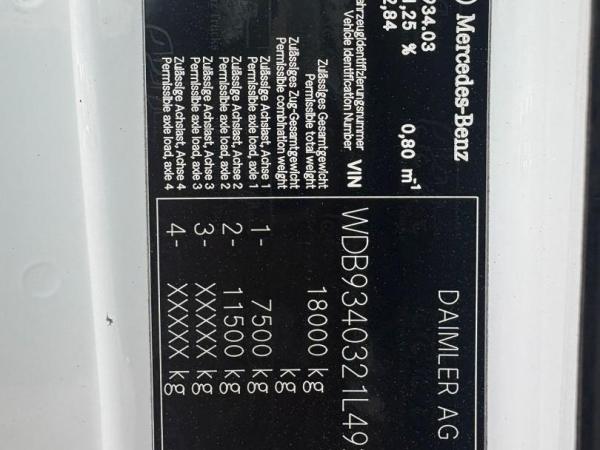 Mercedes-Benz
DAIMLER AG
934.03 0,80 m⁻¹
1,25 %
2,84
Fahrzeugidentifizierungsnummer
Vehicle Identification Number VIN WDB9340321L49
Zulässiges Gesamtgewicht
Permissible total weight 18000 kg
Zulässiges Zug-Gesamtgewicht
Permissible combination weight kg
Zulässige Achslast, Achse 1
Permissible axle load, axle 1 1- 7500 kg
Zulässige Achslast, Achse 2
Permissible axle load, axle 2 2- 11500 kg
Zulässige Achslast, Achse 3
Permissible axle load, axle 3 3- XXXXX kg
Zulässige Achslast, Achse 4
Permissible axle load, axle 4 4- XXXXX kg